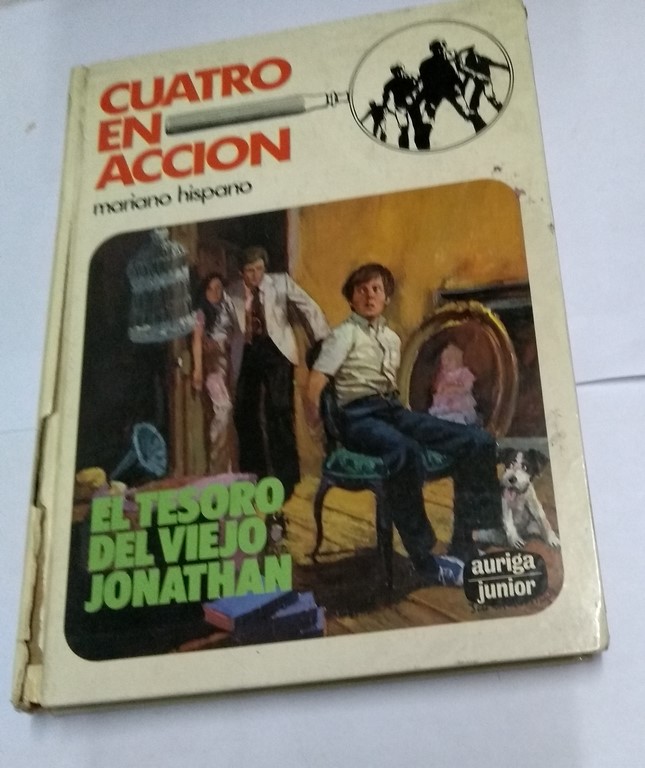 CUATRO
EN
ACCION
mariano hispano
EL TESORO
DEL VIEJO
JONATHAN
auriga
junior